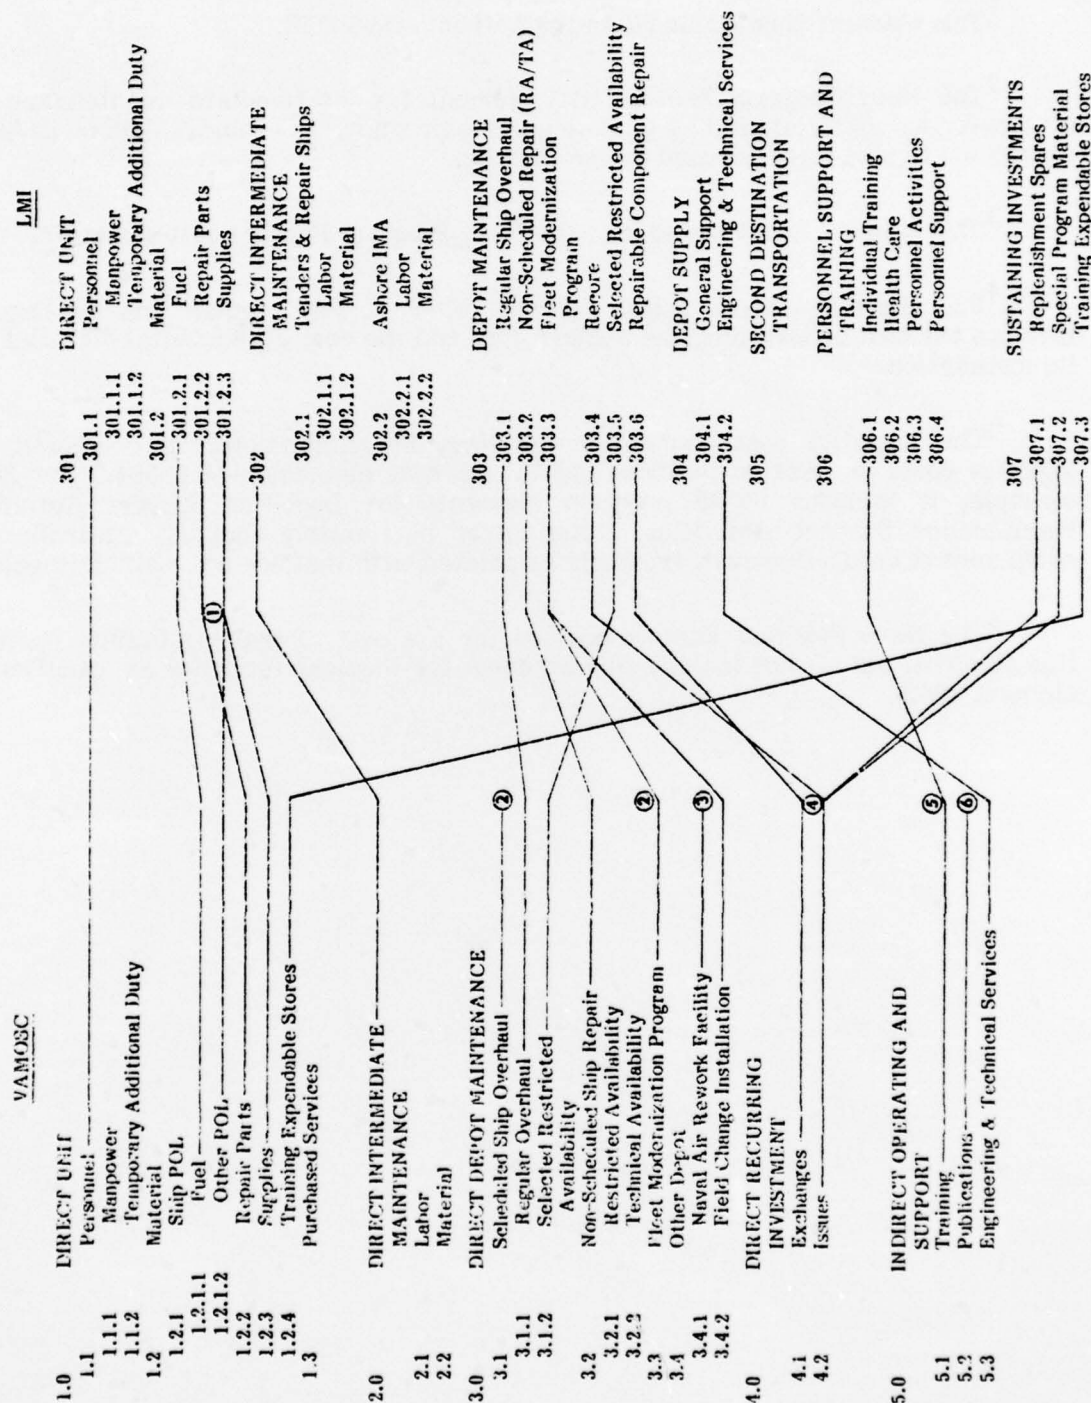 VAMOSC
1.0 DIRECT UNIT
1.1 Personnel
1.1.1 Manpower
1.1.2 Temporary Additional Duty
1.2 Material
1.2.1 Ship POL
1.2.1.1 Fuel
1.2.1.2 Other POL
1.2.2 Repair Parts
1.2.3 Supplies
1.2.4 Training Expendable Stores
1.3 Purchased Services
2.0 DIRECT INTERMEDIATE
MAINTENANCE
2.1 Labor
2.2 Material
3.0 DIRECT DEPOT MAINTENANCE
3.1 Scheduled Ship Overhaul
3.1.1 Regular Overhaul
3.1.2 Selected Restricted
Availability
3.2 Non-Scheduled Ship Repair
3.2.1 Restricted Availability
3.2.2 Technical Availability
3.3 Fleet Modernization Program
3.4 Other Depot
3.4.1 Naval Air Rework Facility
3.4.2 Field Change Installation
4.0 DIRECT RECURRING
INVESTMENT
4.1 Exchanges
4.2 Issues
5.0 INDIRECT OPERATING AND
SUPPORT
5.1 Training
5.2 Publications
5.3 Engineering & Technical Services
1
2
2
3
4
5
6
LMI
301 DIRECT UNIT
301.1 Personnel
301.1.1 Manpower
301.1.2 Temporary Additional Duty
301.2 Material
301.2.1 Fuel
301.2.2 Repair Parts
301.2.3 Supplies
302 DIRECT INTERMEDIATE
MAINTENANCE
302.1 Tenders & Repair Ships
302.1.1 Labor
302.1.2 Material
302.2 Ashore IMA
302.2.1 Labor
302.2.2 Material
303 DEPOT MAINTENANCE
303.1 Regular Ship Overhaul
303.2 Non-Scheduled Repair (RA/TA)
303.3 Fleet Modernization
Program
303.4 Rework
303.5 Selected Restricted Availability
303.6 Repairable Component Repair
304 DEPOT SUPPLY
304.1 General Support
304.2 Engineering & Technical Services
305 SECOND DESTINATION
TRANSPORTATION
306 PERSONNEL SUPPORT AND
TRAINING
306.1 Individual Training
306.2 Health Care
306.3 Personnel Activities
306.4 Personnel Support
307 SUSTAINING INVESTMENTS
307.1 Replenishment Spares
307.2 Special Program Material
307.3 Training Expendable Stores